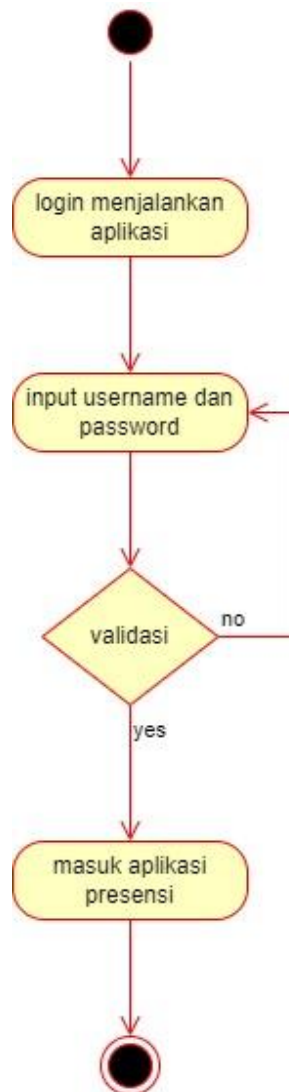 login menjalankan
aplikasi
input username dan
password
validasi
no
yes
masuk aplikasi
presensi